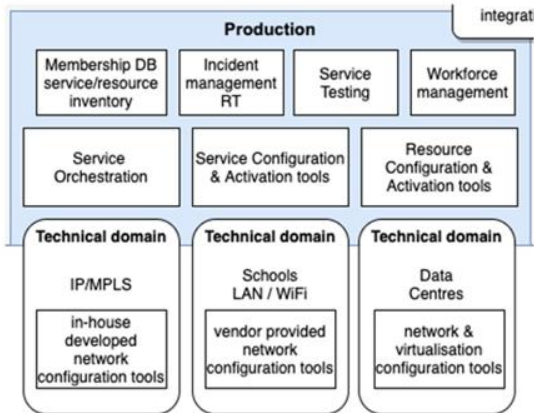 integrati
Production
Membership DB
service/resource
inventory
Incident
management
RT
Service
Testing
Workforce
management
Service
Orchestration
Service Configuration
& Activation tools
Resource
Configuration &
Activation tools
Technical domain
IP/MPLS
in-house
developed
network
configuration tools
Technical domain
Schools
LAN / WiFi
vendor provided
network
configuration tools
Technical domain
Data
Centres
network &
virtualisation
configuration tools